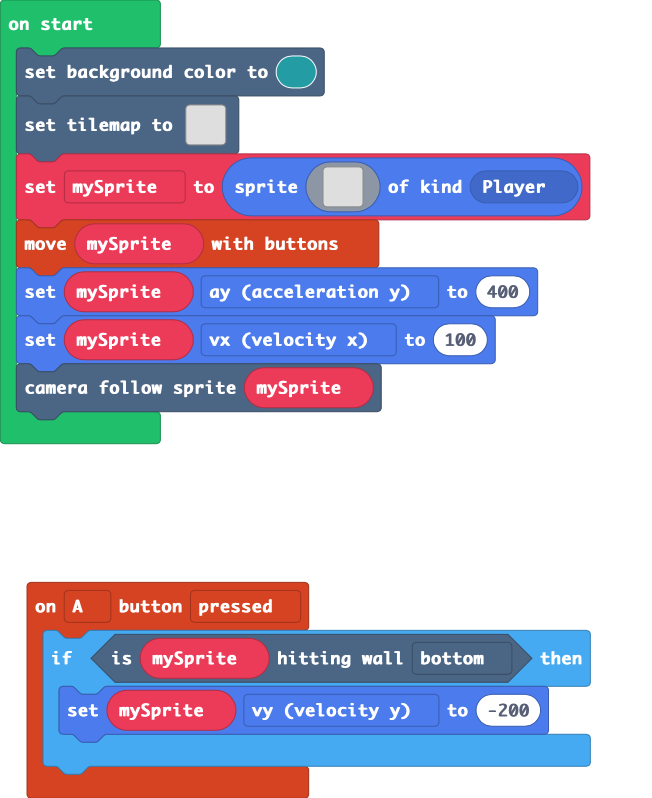 on start
set background color to
set tilemap to
set mySprite to sprite of kind Player
move mySprite with buttons
set mySprite ay (acceleration y) to 400
set mySprite vx (velocity x) to 100
camera follow sprite mySprite
on A button pressed
if is mySprite hitting wall bottom then
set mySprite vy (velocity y) to -200